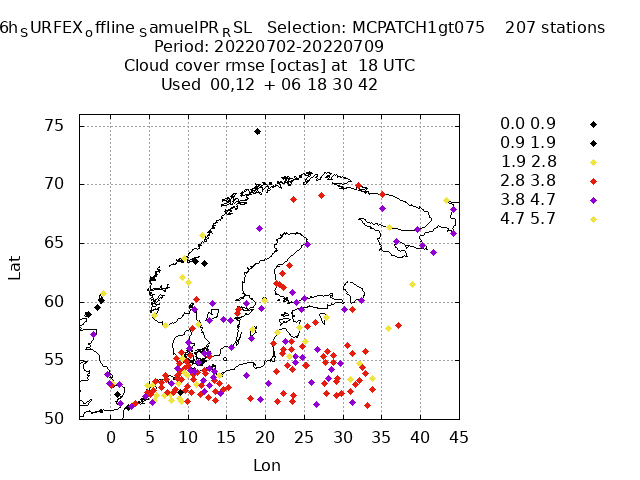 6h_SURFEX_offline_SamuelPR_RSL   Selection: MCPATCH1gt075    207 stations
Period: 20220702-20220709
Cloud cover rmse [octas] at  18 UTC
Used  00,12  + 06 18 30 42
0.0 0.9
0.9 1.9
1.9 2.8
2.8 3.8
3.8 4.7
4.7 5.7
75
70
65
60
55
50
Lat
0 5 10 15 20 25 30 35 40 45
Lon